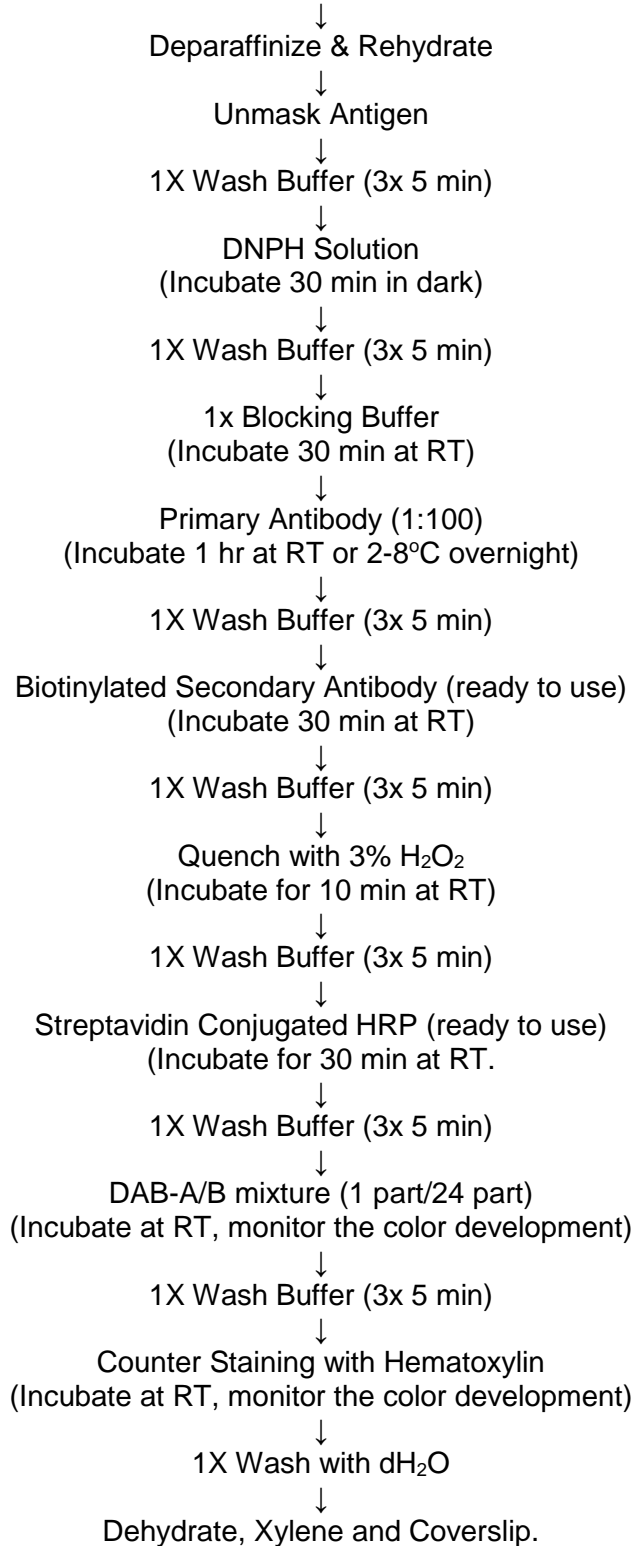 ↓
Deparaffinize & Rehydrate
↓
Unmask Antigen
↓
1X Wash Buffer (3x 5 min)
↓
DNPH Solution
(Incubate 30 min in dark)
↓
1X Wash Buffer (3x 5 min)
↓
1x Blocking Buffer
(Incubate 30 min at RT)
↓
Primary Antibody (1:100)
(Incubate 1 hr at RT or 2-8ºC overnight)
↓
1X Wash Buffer (3x 5 min)
↓
Biotinylated Secondary Antibody (ready to use)
(Incubate 30 min at RT)
↓
1X Wash Buffer (3x 5 min)
↓
Quench with 3% H₂O₂
(Incubate for 10 min at RT)
↓
1X Wash Buffer (3x 5 min)
↓
Streptavidin Conjugated HRP (ready to use)
(Incubate for 30 min at RT.
↓
1X Wash Buffer (3x 5 min)
↓
DAB-A/B mixture (1 part/24 part)
(Incubate at RT, monitor the color development)
↓
1X Wash Buffer (3x 5 min)
↓
Counter Staining with Hematoxylin
(Incubate at RT, monitor the color development)
↓
1X Wash with dH₂O
↓
Dehydrate, Xylene and Coverslip.